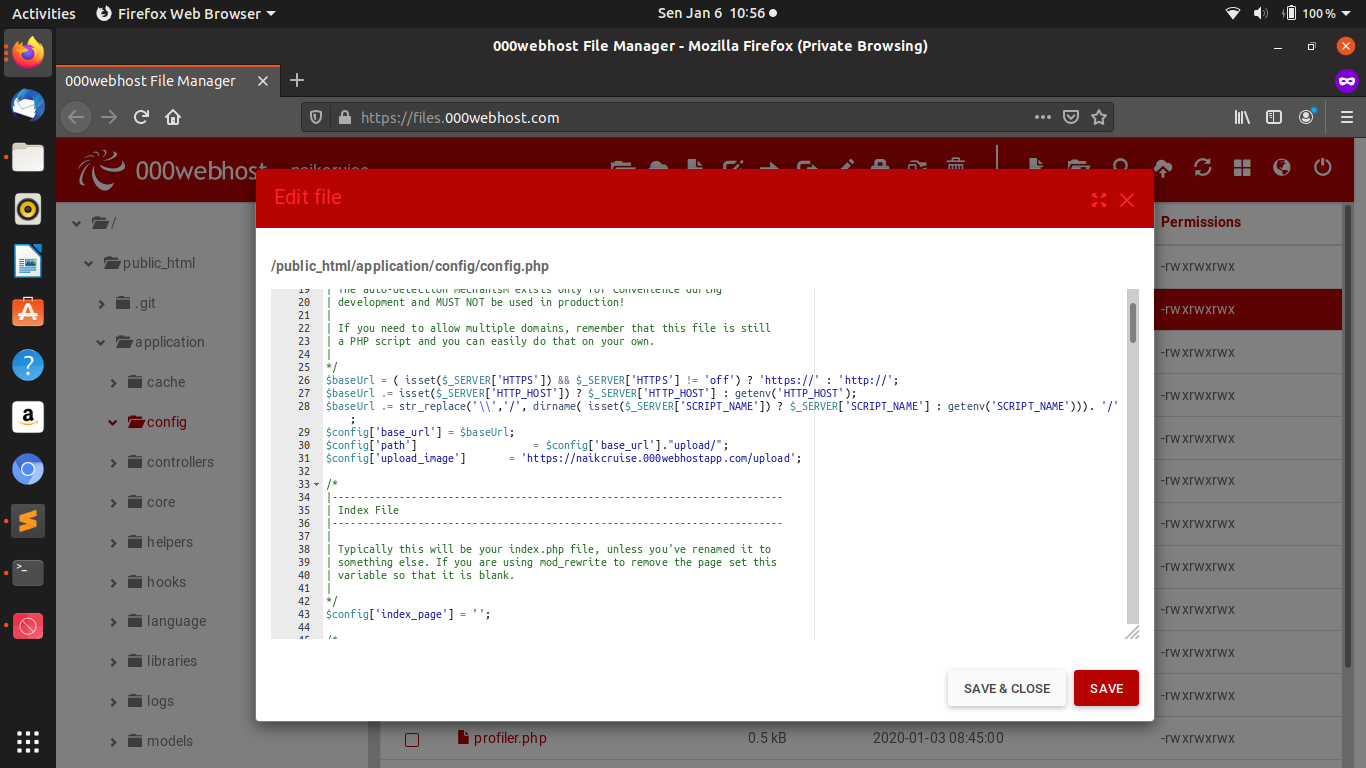 Activities
Firefox Web Browser
Sen Jan 6 10:56
100 %
000webhost File Manager - Mozilla Firefox (Private Browsing)
000webhost File Manager
https://files.000webhost.com
000webhost
naikcruise
Edit file
/public_html/application/config/config.php
/
public_html
.git
application
cache
config
controllers
core
helpers
hooks
language
libraries
logs
models
Permissions
-rwxrwxrwx
-rwxrwxrwx
-rwxrwxrwx
-rwxrwxrwx
-rwxrwxrwx
-rwxrwxrwx
-rwxrwxrwx
-rwxrwxrwx
-rwxrwxrwx
-rwxrwxrwx
-rwxrwxrwx
-rwxrwxrwx
19 | The auto-detection mechanism exists only for convenience during
20 | development and MUST NOT be used in production!
21 |
22 | If you need to allow multiple domains, remember that this file is still
23 | a PHP script and you can easily do that on your own.
24 |
25 */
26 $baseUrl = ( isset($_SERVER['HTTPS']) && $_SERVER['HTTPS'] != 'off') ? 'https://' : 'http://';
27 $baseUrl .= isset($_SERVER['HTTP_HOST']) ? $_SERVER['HTTP_HOST'] : getenv('HTTP_HOST');
28 $baseUrl .= str_replace('\\','/', dirname( isset($_SERVER['SCRIPT_NAME']) ? $_SERVER['SCRIPT_NAME'] : getenv('SCRIPT_NAME'))). '/'
;
29 $config['base_url'] = $baseUrl;
30 $config['path'] = $config['base_url']."upload/";
31 $config['upload_image'] = 'https://naikcruise.000webhostapp.com/upload';
32
33 /*
34 |--------------------------------------------------------------------------
35 | Index File
36 |--------------------------------------------------------------------------
37 |
38 | Typically this will be your index.php file, unless you've renamed it to
39 | something else. If you are using mod_rewrite to remove the page set this
40 | variable so that it is blank.
41 |
42 */
43 $config['index_page'] = '';
44
45 /*
SAVE & CLOSE
SAVE
profiler.php
0.5 kB
2020-01-03 08:45:00